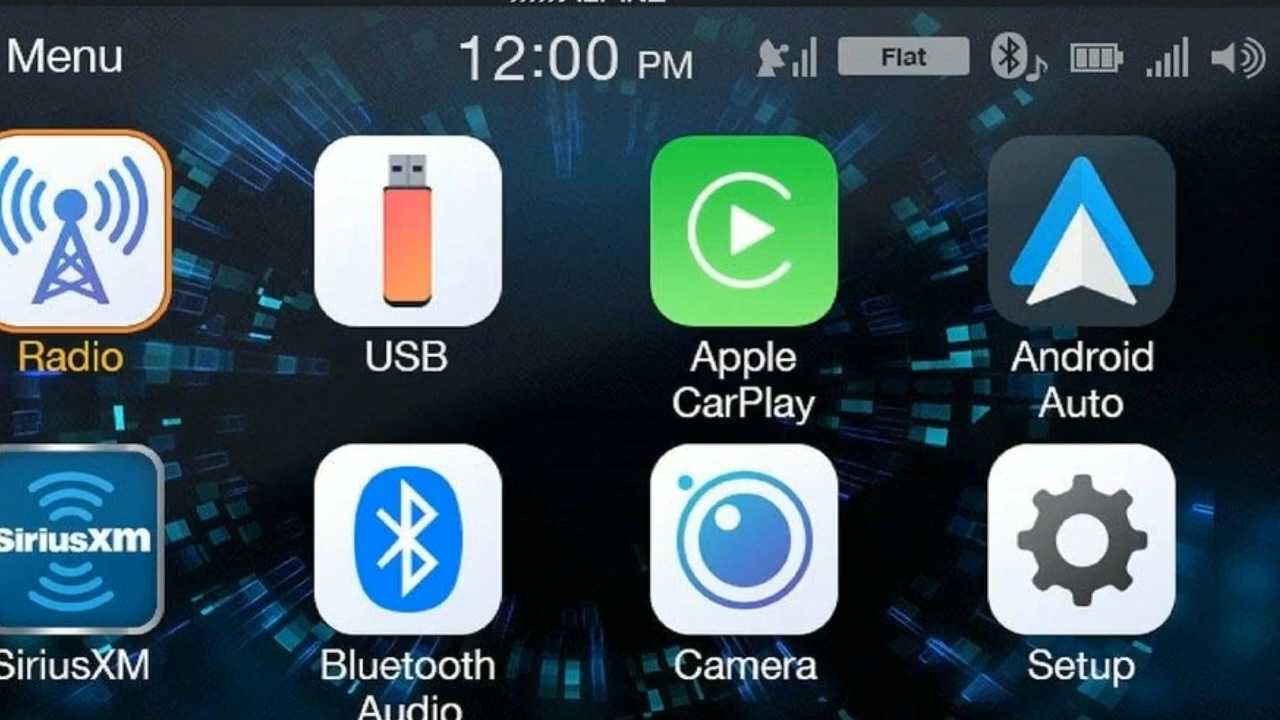 Menu
12:00 PM
Flat
Radio
USB
Apple
CarPlay
Android
Auto
SiriusXM
SiriusXM
Bluetooth
Audio
Camera
Setup